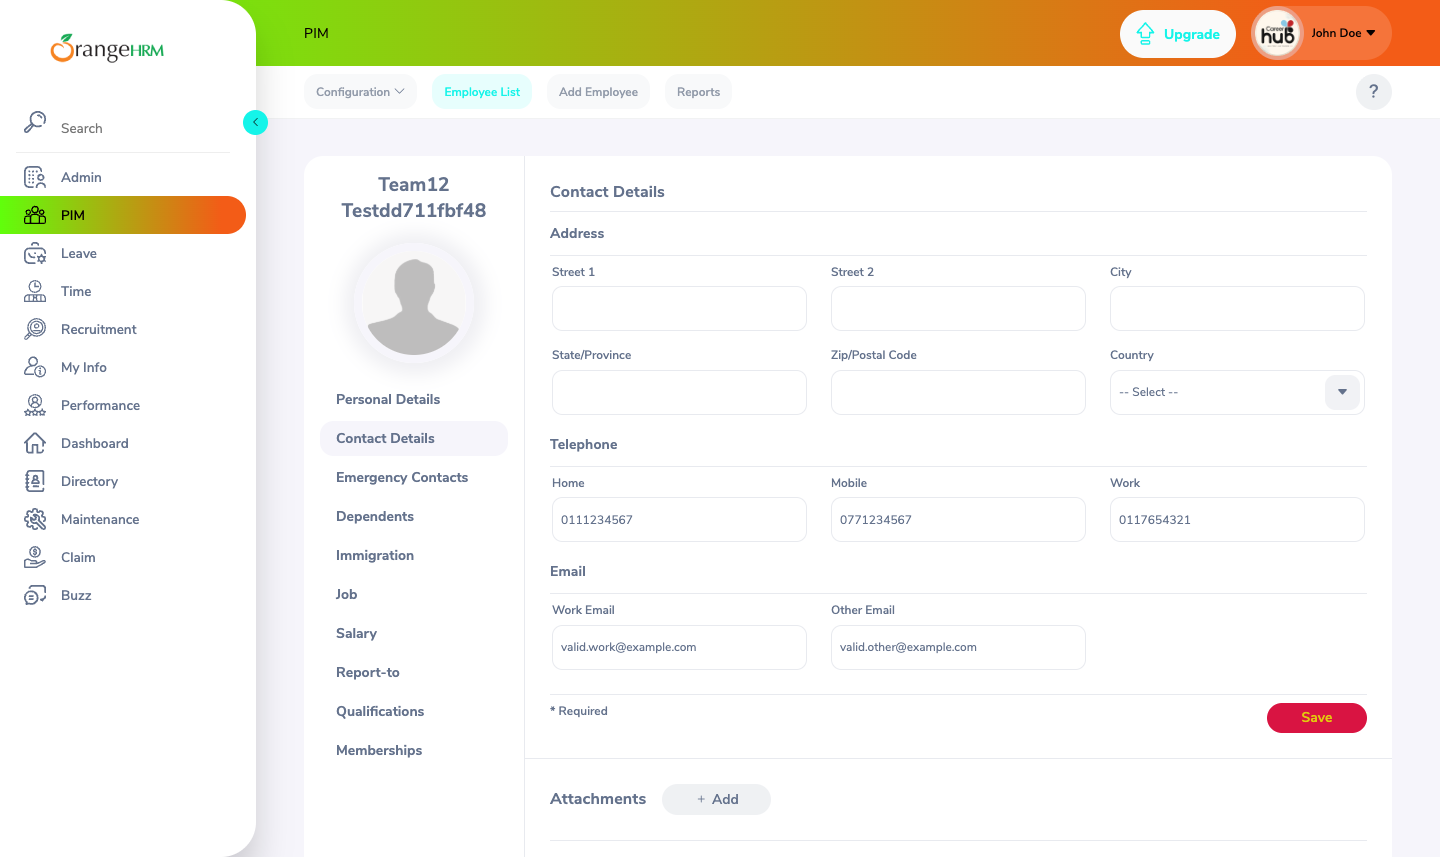 OrangeHRM
PIM
Upgrade
Career
hub
John Doe
Configuration
Employee List
Add Employee
Reports
?
Search
Admin
PIM
Leave
Time
Recruitment
My Info
Performance
Dashboard
Directory
Maintenance
Claim
Buzz
Team12
Testdd711fbf48
Personal Details
Contact Details
Emergency Contacts
Dependents
Immigration
Job
Salary
Report-to
Qualifications
Memberships
Contact Details
Address
Street 1
Street 2
City
State/Province
Zip/Postal Code
Country
-- Select --
Telephone
Home
Mobile
Work
0111234567
0771234567
0117654321
Email
Work Email
Other Email
valid.work@example.com
valid.other@example.com
* Required
Save
Attachments
+ Add